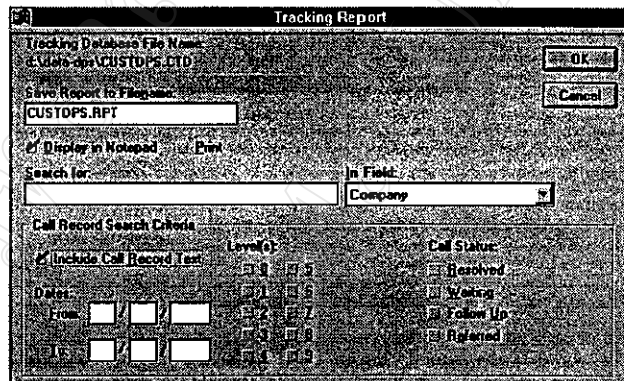 Tracking Report
Tracking Database File Name:
OK
Save Report to Filename:
Cancel
CUSTOPS.RPT
Display in Notepad Print
Search for: In Field:
Company
Call Record Search Criteria
Include Call Record Text Level(s): Call Status:
0 5 Resolved
1 6 Waiting
Dates:
From: / / 2 7 Follow Up
3 8 Referred
To: / / 4 9